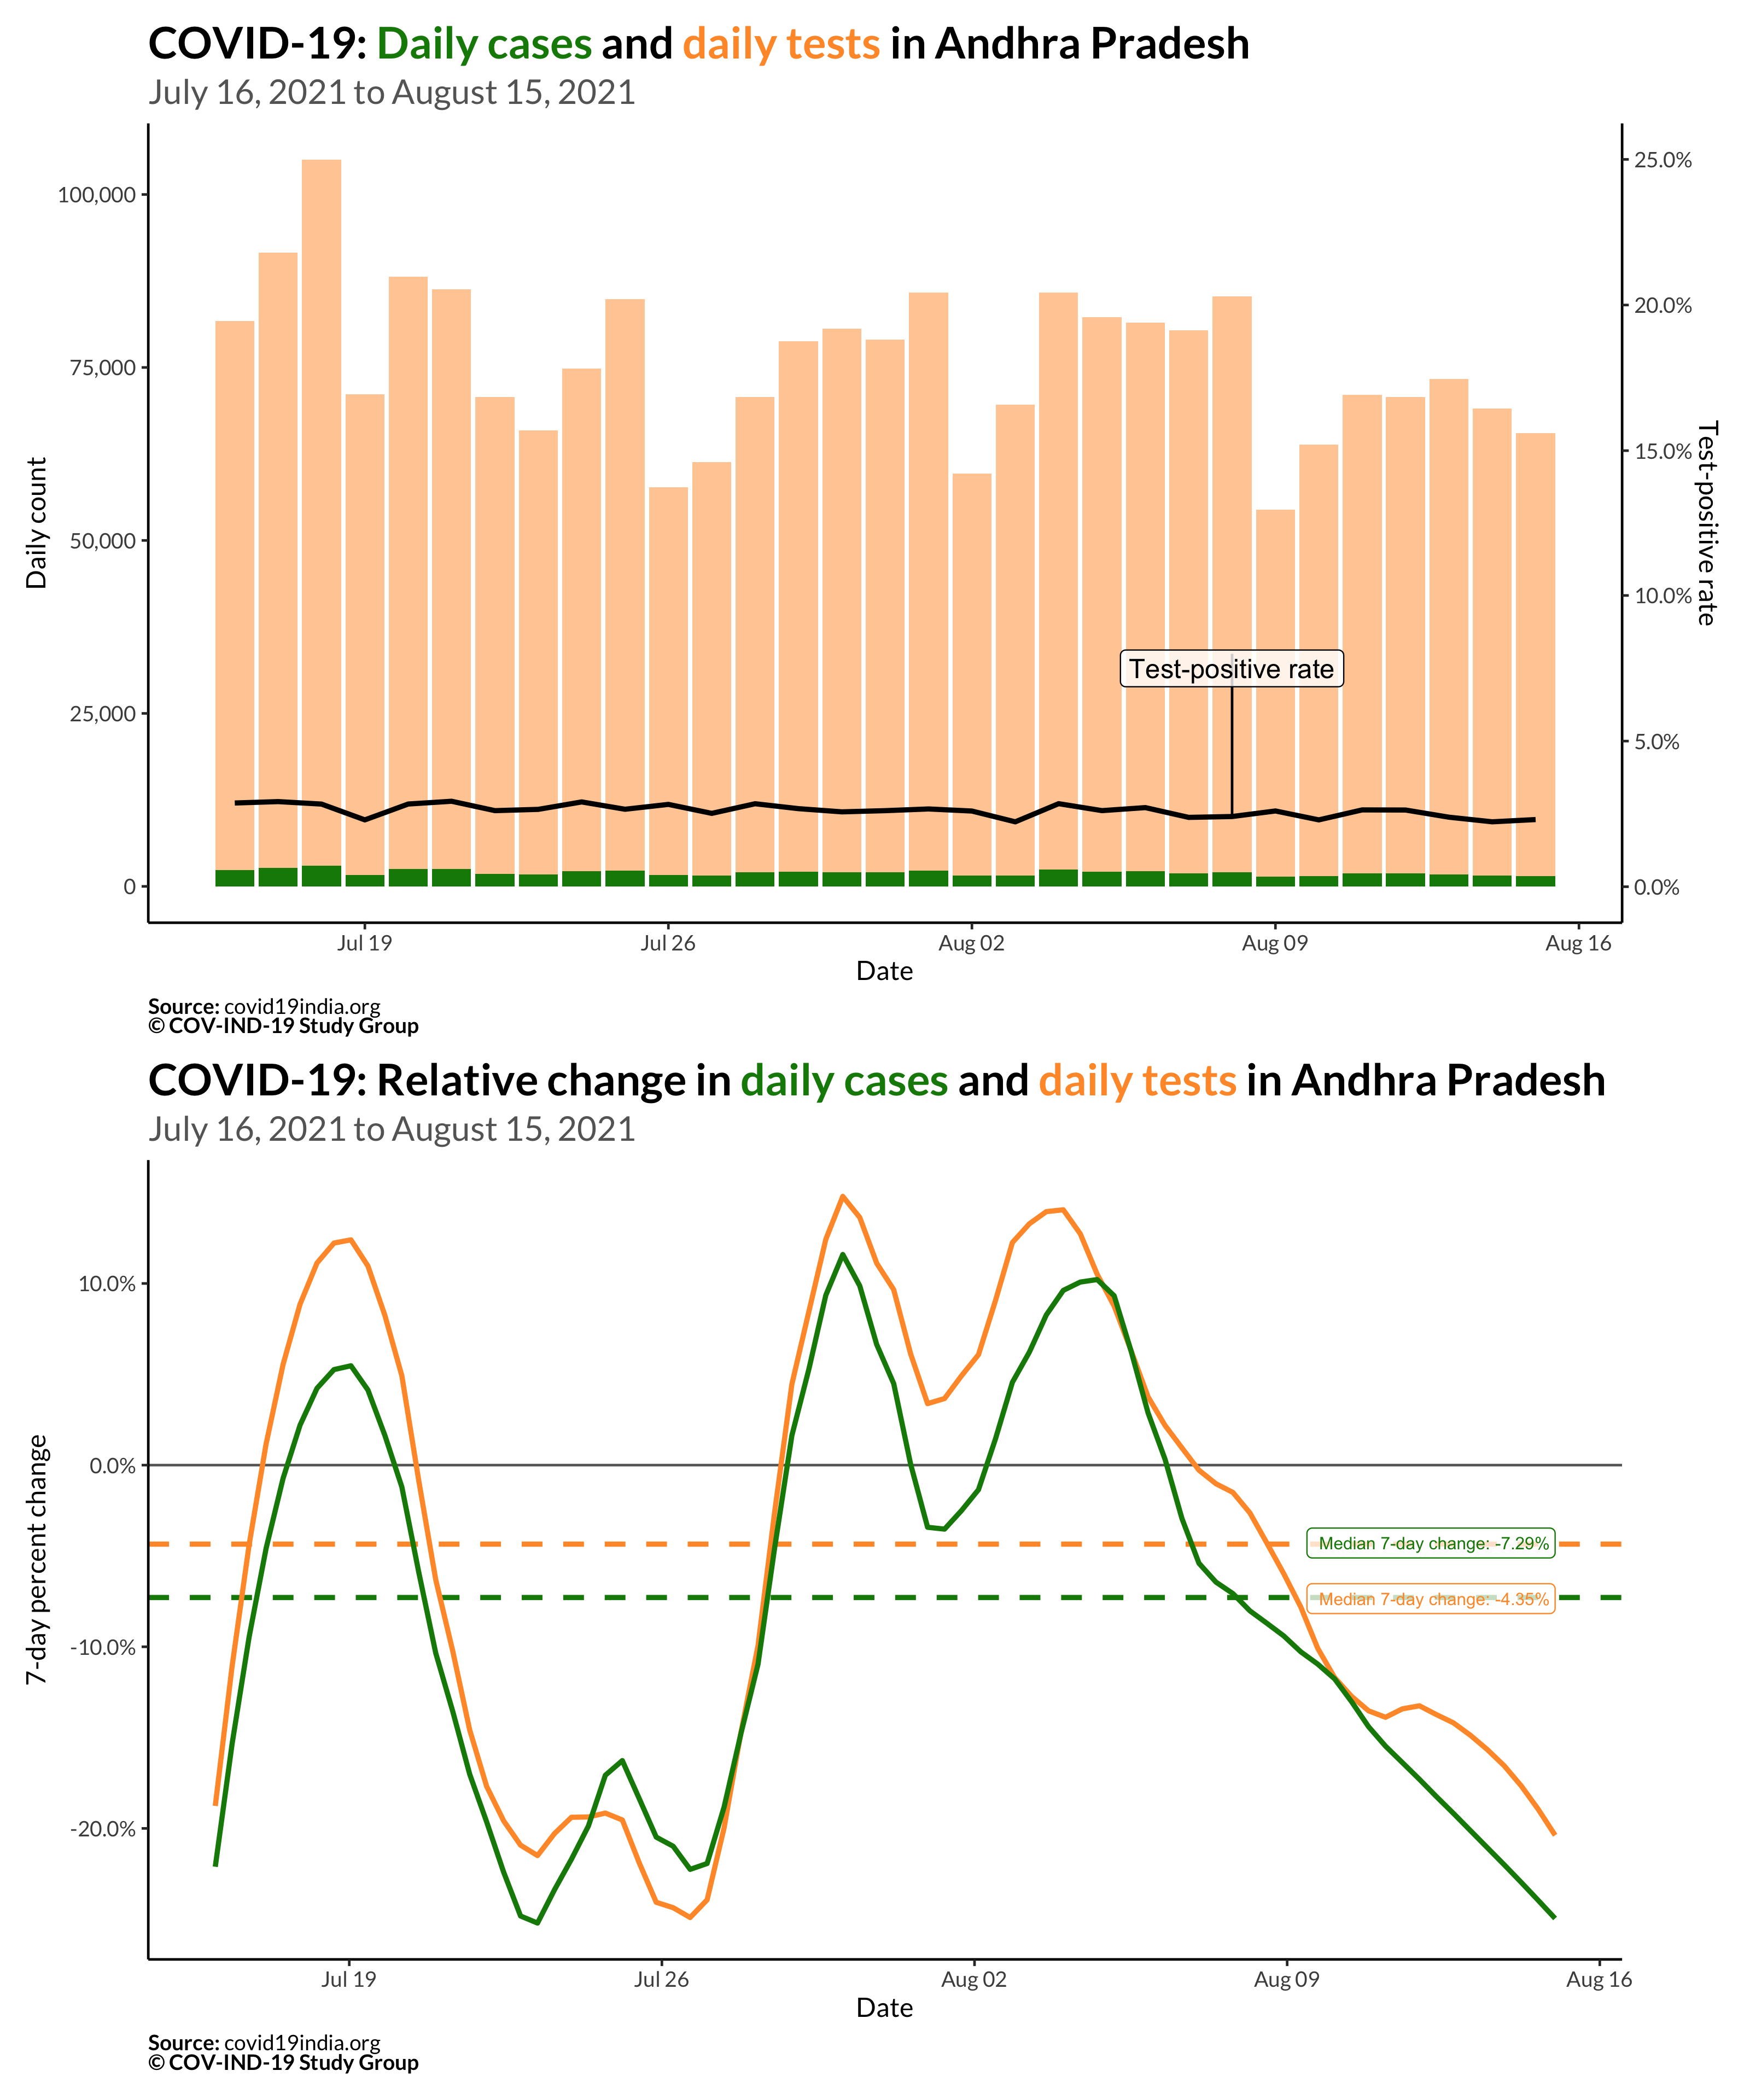 COVID-19: Daily cases and daily tests in Andhra Pradesh
July 16, 2021 to August 15, 2021
100,000
75,000
50,000
25,000
0
Daily count
25.0%
20.0%
15.0%
10.0%
5.0%
0.0%
Test-positive rate
Test-positive rate
Jul 19
Jul 26
Aug 02
Aug 09
Aug 16
Date
Source: covid19india.org
© COV-IND-19 Study Group
COVID-19: Relative change in daily cases and daily tests in Andhra Pradesh
July 16, 2021 to August 15, 2021
10.0%
0.0%
-10.0%
-20.0%
7-day percent change
Median 7-day change: -7.29%
Median 7-day change: -4.35%
Jul 19
Jul 26
Aug 02
Aug 09
Aug 16
Date
Source: covid19india.org
© COV-IND-19 Study Group